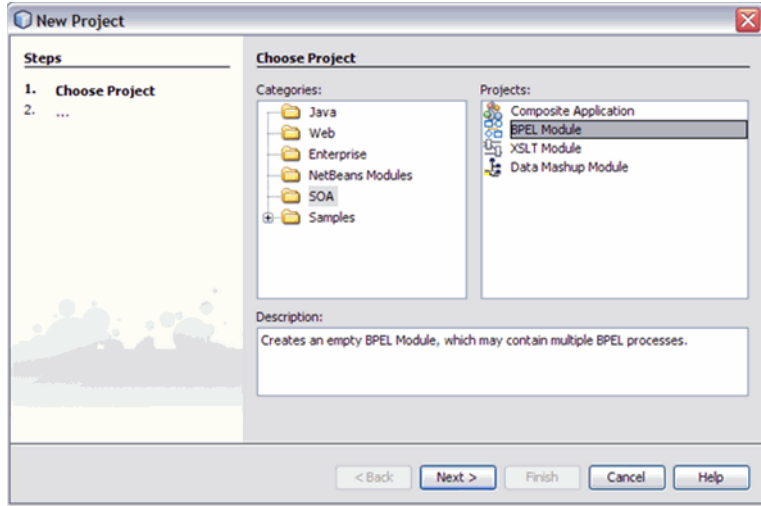 New Project
Steps
1. Choose Project
2. ...
Choose Project
Categories:
Java
Web
Enterprise
NetBeans Modules
SOA
Samples
Projects:
Composite Application
BPEL Module
XSLT Module
Data Mashup Module
Description:
Creates an empty BPEL Module, which may contain multiple BPEL processes.
< Back Next > Finish Cancel Help